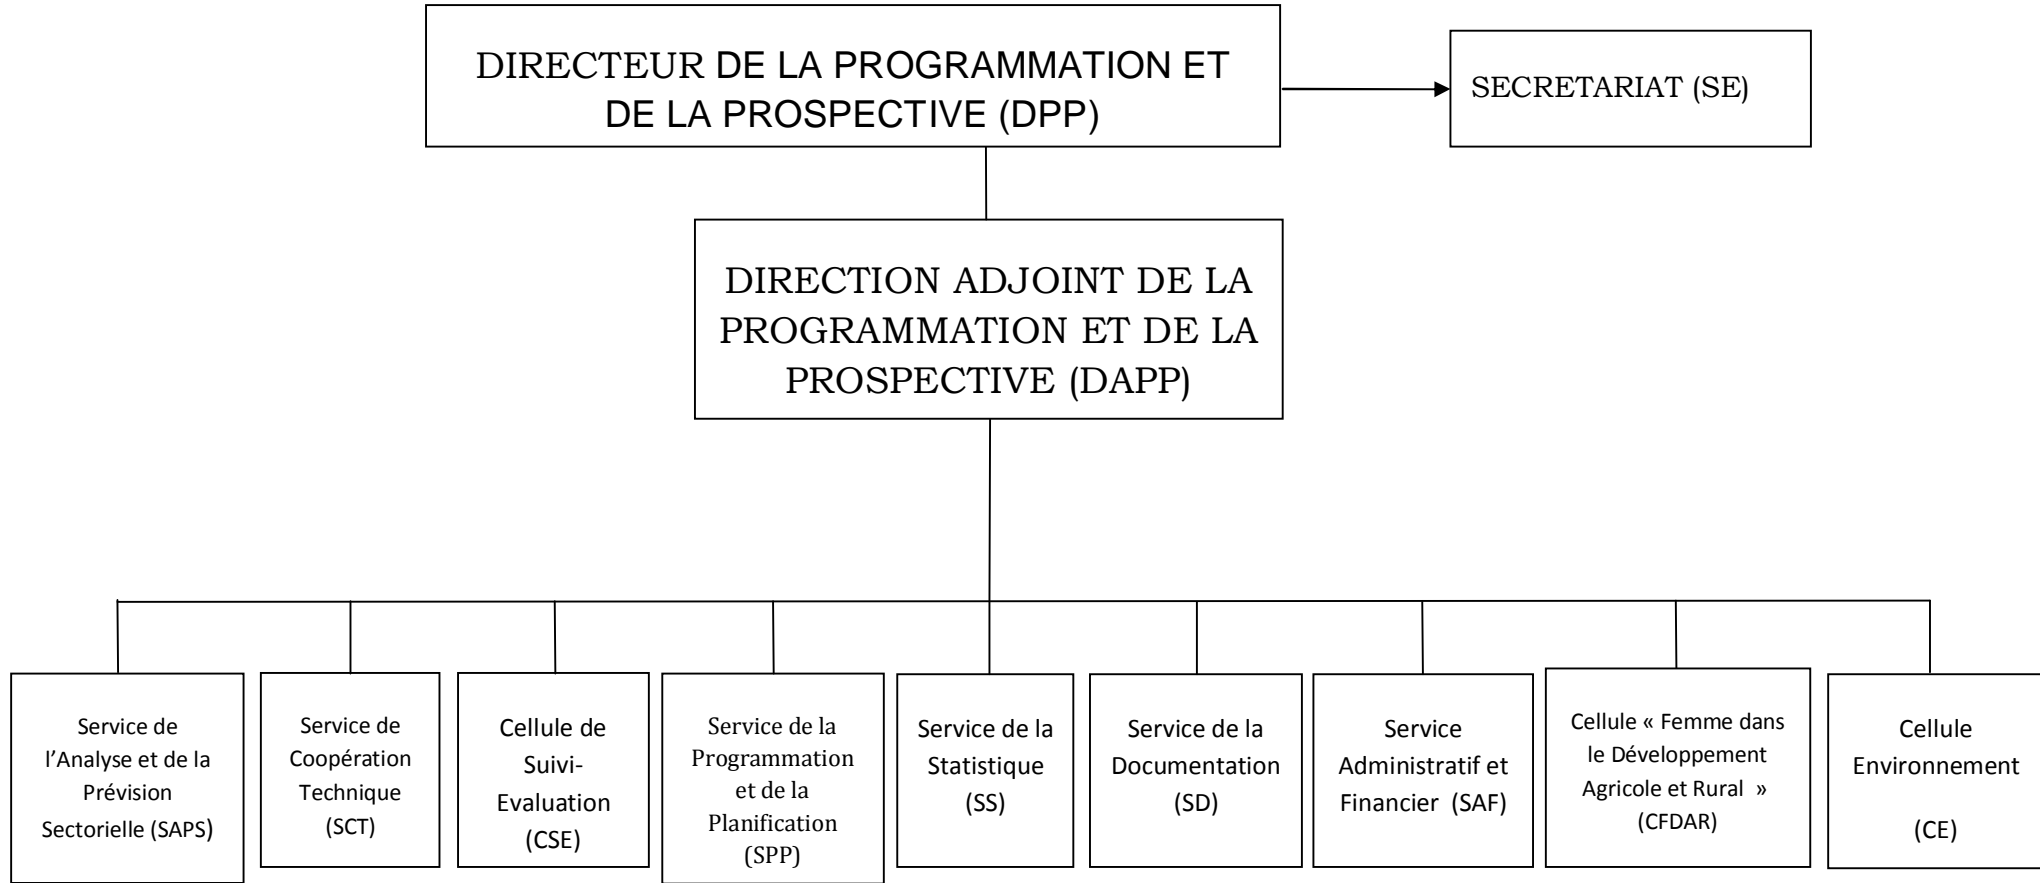 DIRECTEUR DE LA PROGRAMMATION ET
DE LA PROSPECTIVE (DPP)
SECRETARIAT (SE)
DIRECTION ADJOINT DE LA
PROGRAMMATION ET DE LA
PROSPECTIVE (DAPP)
Service de
l’Analyse et de la
Prévision
Sectorielle (SAPS)
Service de
Coopération
Technique
(SCT)
Cellule de
Suivi-
Evaluation
(CSE)
Service de la
Programmation
et de la
Planification
(SPP)
Service de la
Statistique
(SS)
Service de la
Documentation
(SD)
Service
Administratif et
Financier (SAF)
Cellule « Femme dans
le Développement
Agricole et Rural »
(CFDAR)
Cellule
Environnement
(CE)